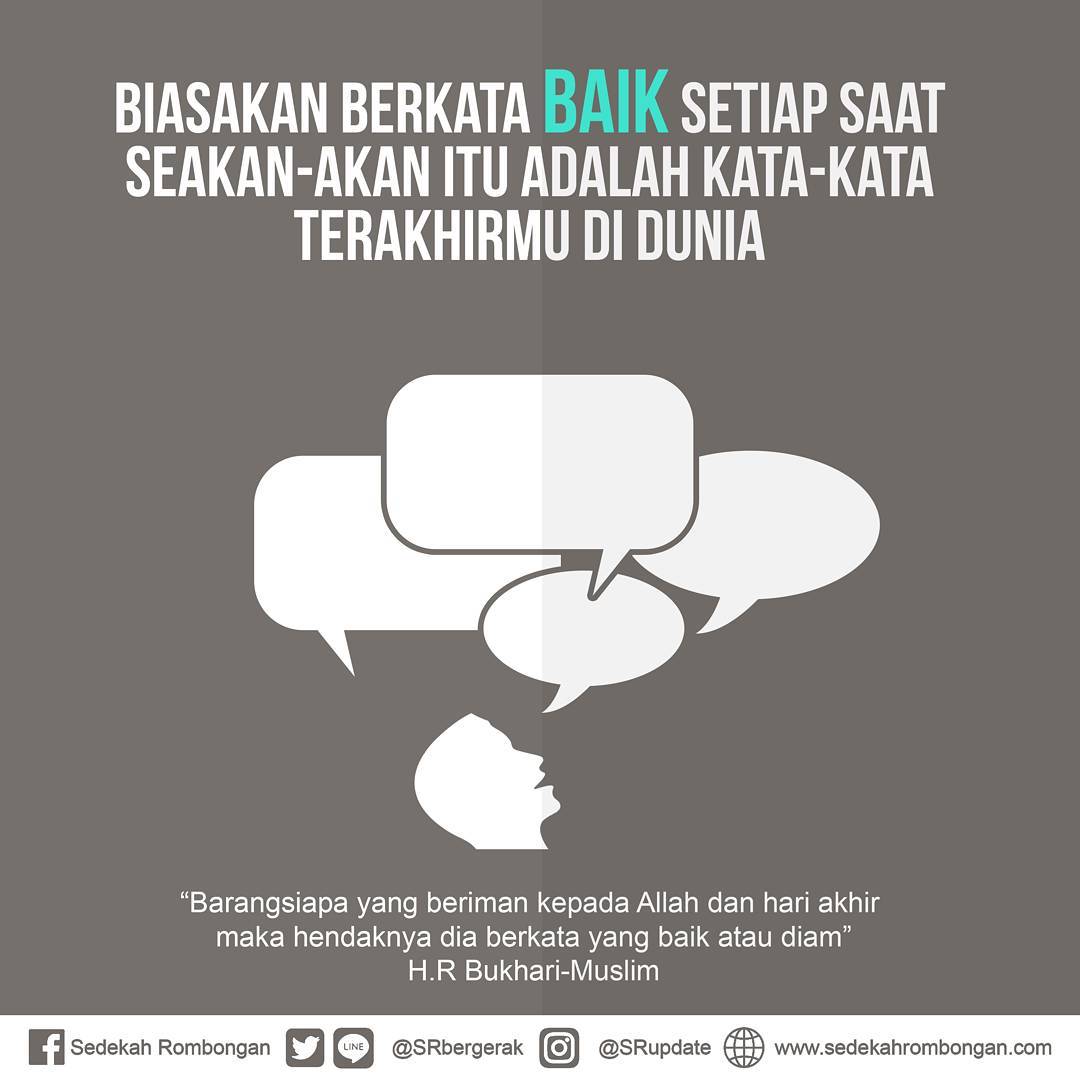 BIASAKAN BERKATA BAIK SETIAP SAAT
SEAKAN-AKAN ITU ADALAH KATA-KATA
TERAKHIRMU DI DUNIA
“Barangsiapa yang beriman kepada Allah dan hari akhir
maka hendaknya dia berkata yang baik atau diam”
H.R Bukhari-Muslim
Sedekah Rombongan LINE @SRbergerak @SRupdate www.sedekahrombongan.com